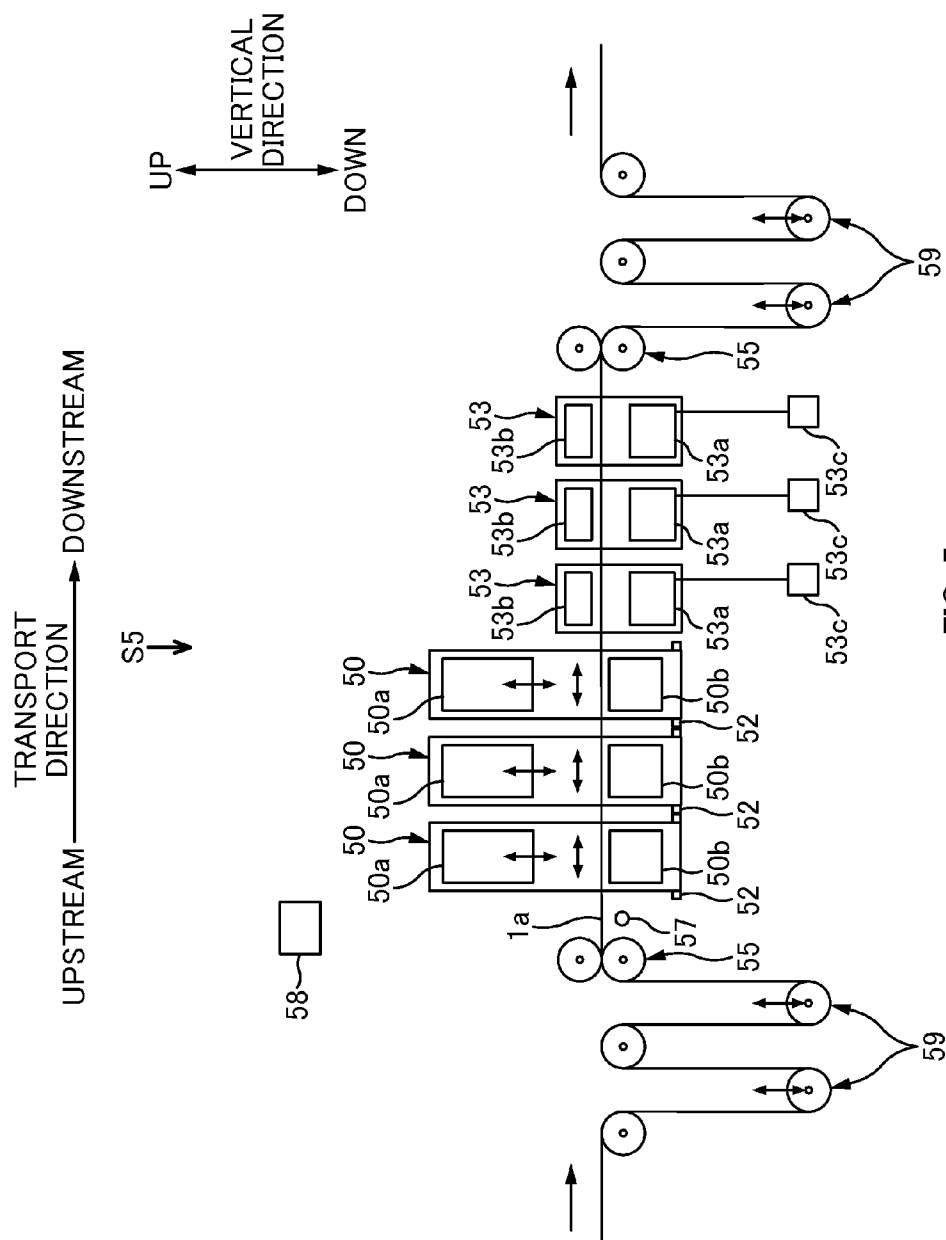 TRANSPORT
DIRECTION
UPSTREAM
DOWNSTREAM
S5
UP
VERTICAL
DIRECTION
DOWN
58
50
50a
50
50a
50
50a
53
53b
53
53b
53
53b
1a
57
55
52
50b
52
50b
52
50b
53a
53a
53a
55
53c
53c
53c
59
59
FIG.